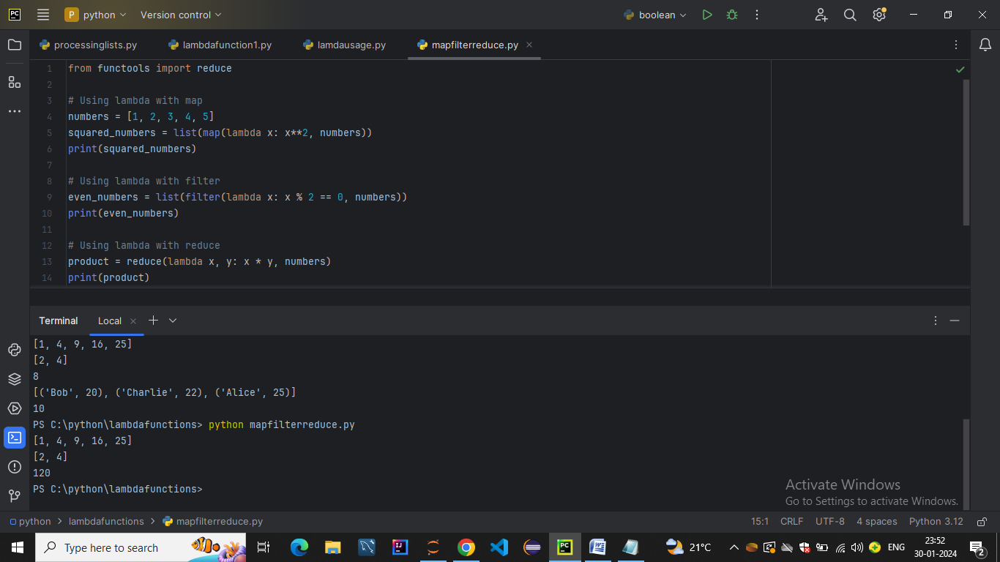 PC P python Version control boolean
processinglists.py lambdafunction1.py lamdausage.py mapfilterreduce.py
1 from functools import reduce
2
3 # Using lambda with map
4 numbers = [1, 2, 3, 4, 5]
5 squared_numbers = list(map(lambda x: x**2, numbers))
6 print(squared_numbers)
7
8 # Using lambda with filter
9 even_numbers = list(filter(lambda x: x % 2 == 0, numbers))
10 print(even_numbers)
11
12 # Using lambda with reduce
13 product = reduce(lambda x, y: x * y, numbers)
14 print(product)
Terminal Local
[1, 4, 9, 16, 25]
[2, 4]
8
[('Bob', 20), ('Charlie', 22), ('Alice', 25)]
10
PS C:\python\lambdafunctions> python mapfilterreduce.py
[1, 4, 9, 16, 25]
[2, 4]
120
PS C:\python\lambdafunctions>
Activate Windows
Go to Settings to activate Windows.
python > lambdafunctions > mapfilterreduce.py 15:1 CRLF UTF-8 4 spaces Python 3.12
Type here to search IJ PC W 21°C ENG 23:52
30-01-2024 2